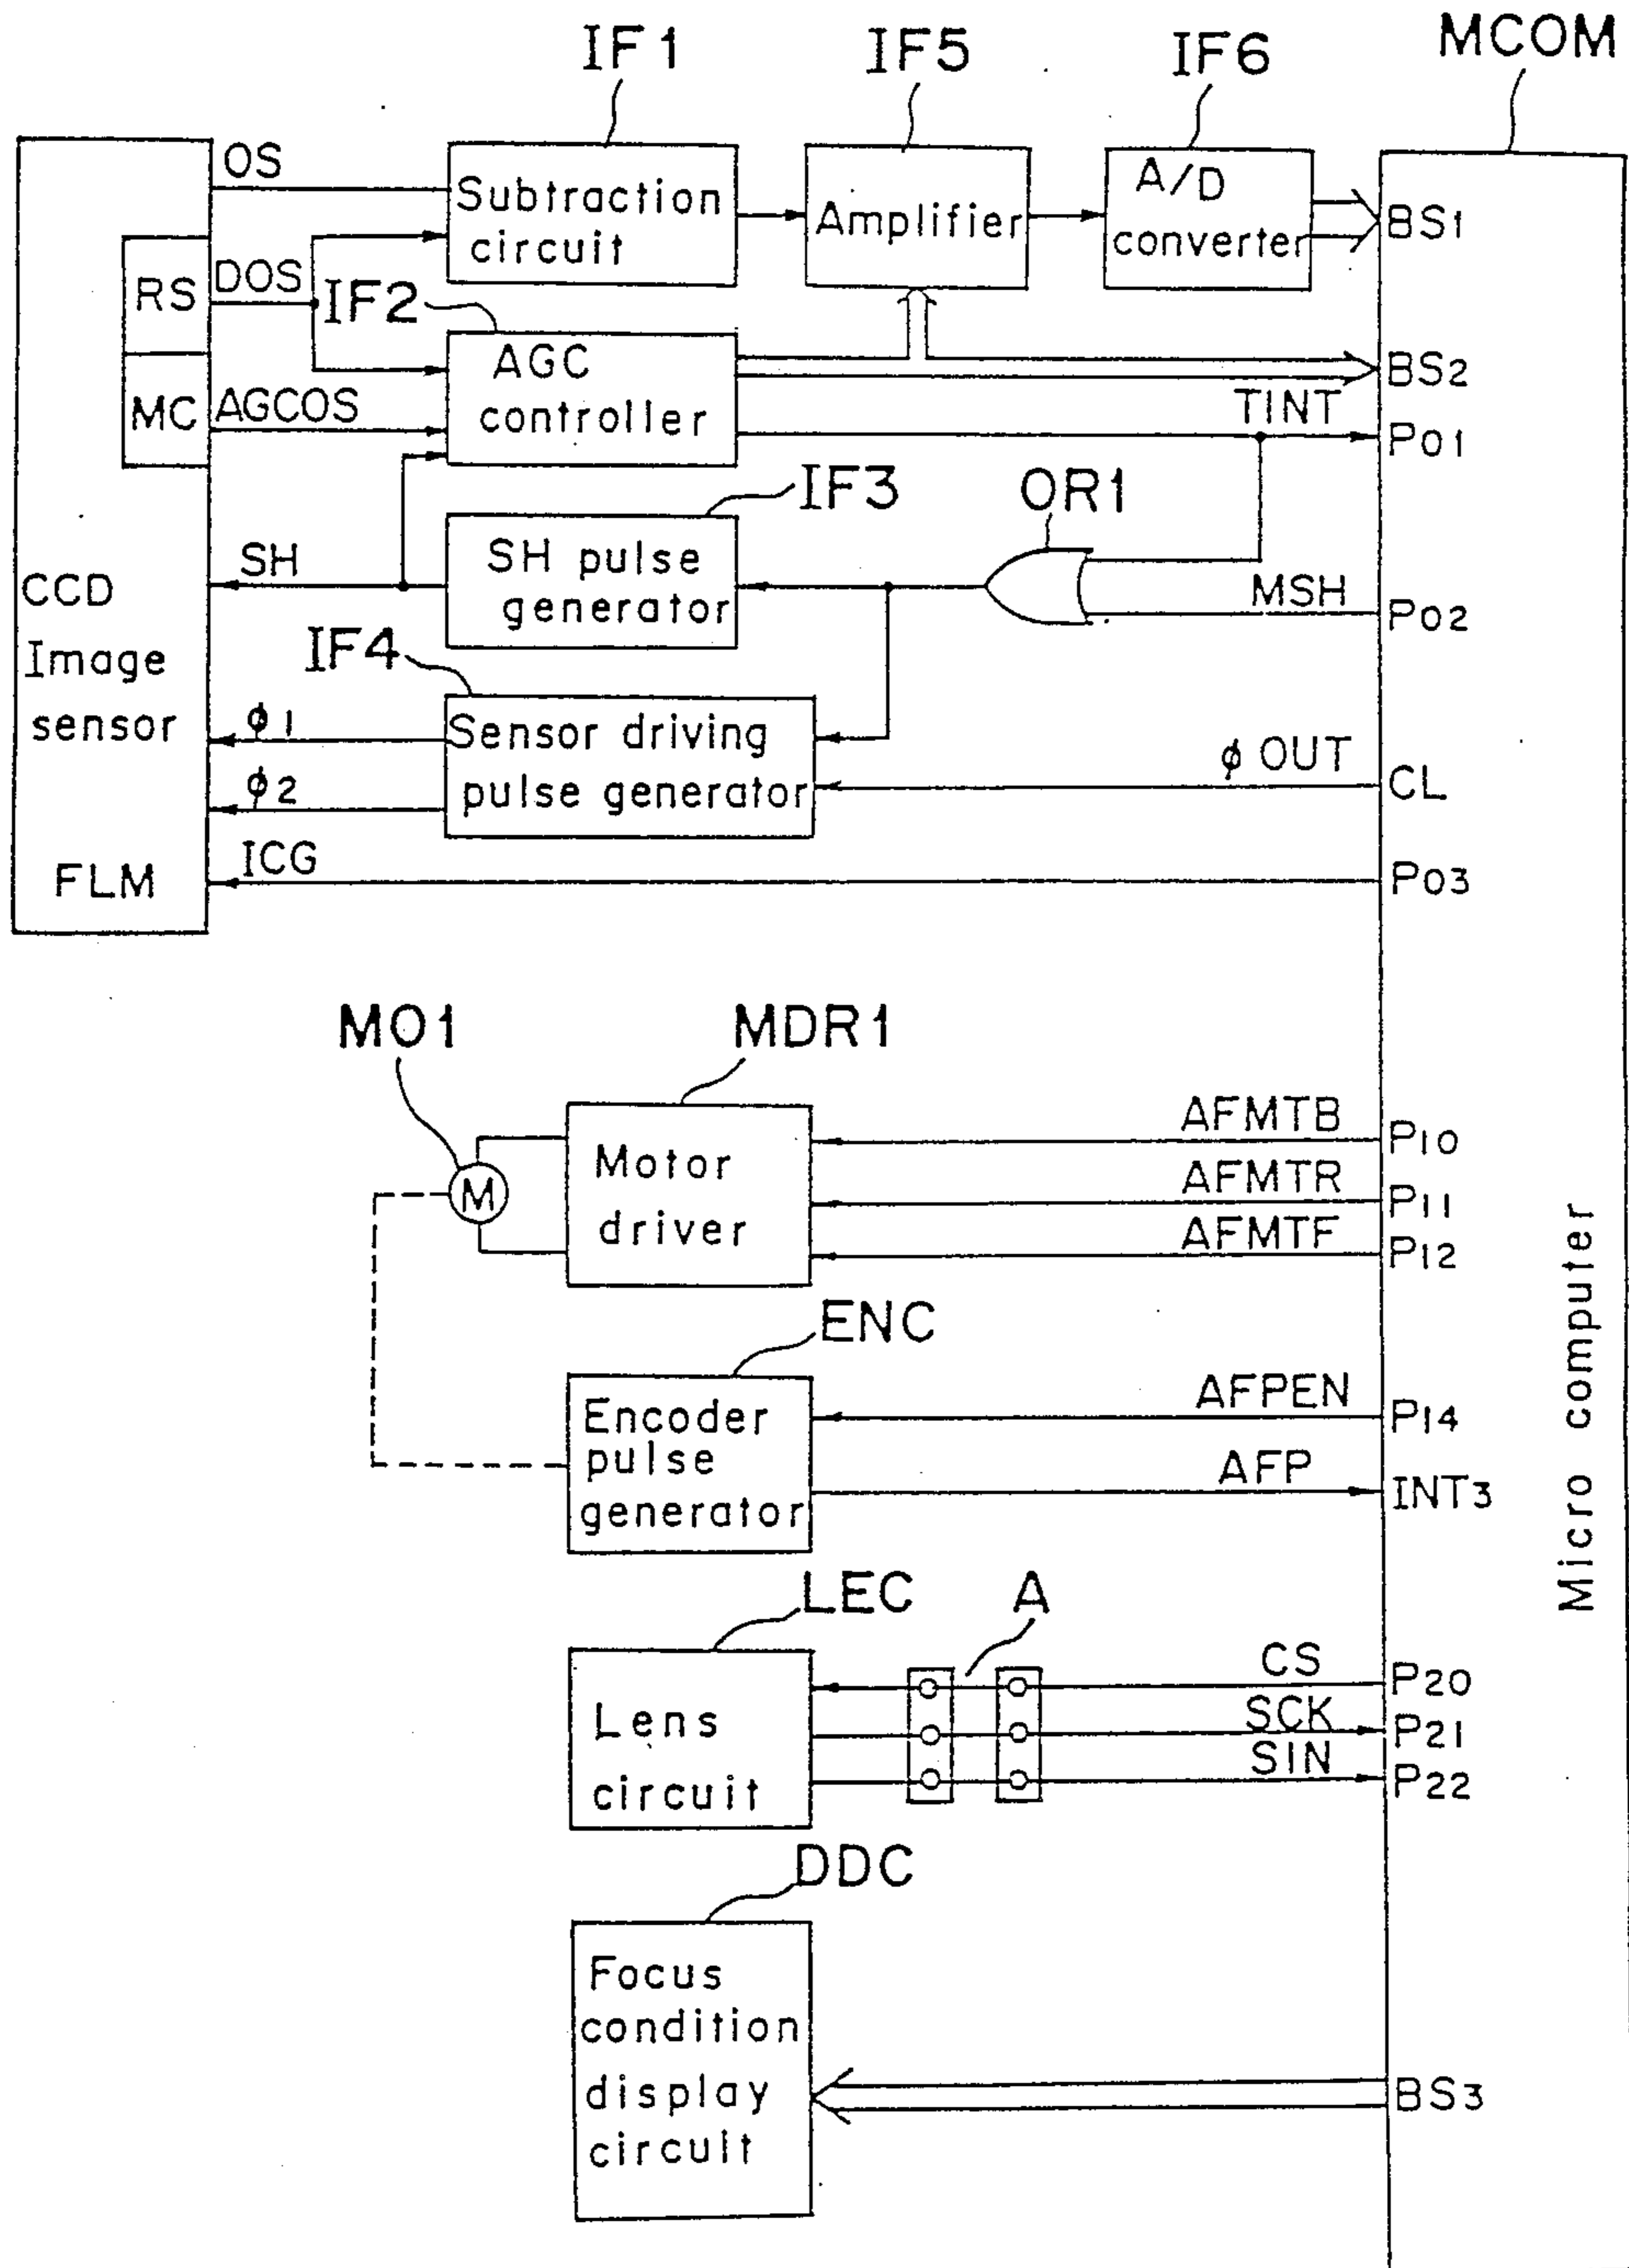 IF1
IF5
IF6
MCOM
OS
Subtraction
circuit
Amplifier
A/D
converter
BS1
RS
DOS
IF2
AGC
controller
BS2
MC
AGCOS
TINT
P01
IF3
OR1
SH
SH pulse
generator
MSH
P02
CCD
Image
sensor
IF4
φ1
Sensor driving
pulse generator
φOUT
CL
φ2
FLM
ICG
P03
MO1
MDR1
M
Motor
driver
AFMTB
P10
AFMTR
P11
AFMTF
P12
Micro computer
ENC
Encoder
pulse
generator
AFPEN
P14
AFP
INT3
LEC
A
Lens
circuit
CS
P20
SCK
P21
SIN
P22
DDC
Focus
condition
display
circuit
BS3